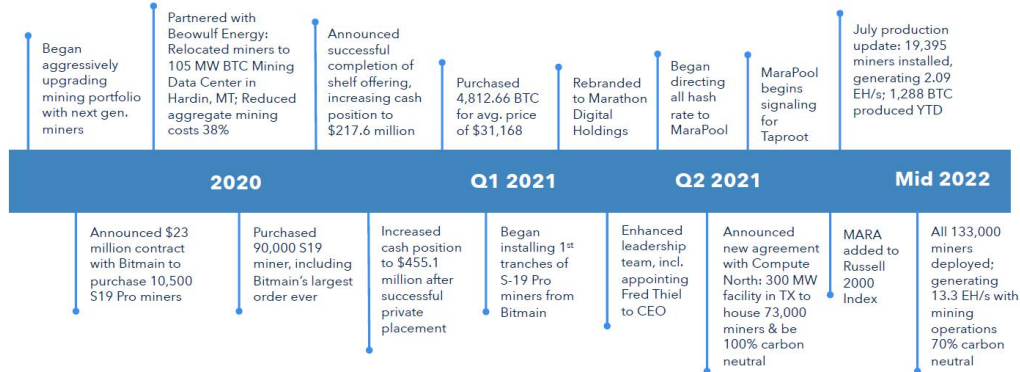 Began
aggressively
upgrading
mining portfolio
with next gen.
miners
Partnered with
Beowulf Energy:
Relocated miners to
105 MW BTC Mining
Data Center in
Hardin, MT; Reduced
aggregate mining
costs 38%
Announced
successful
completion of
shelf offering,
increasing cash
position to
$217.6 million
Purchased
4,812.66 BTC
for avg. price
of $31,168
Rebranded
to Marathon
Digital
Holdings
Began
directing
all hash
rate to
MaraPool
MaraPool
begins
signaling
for
Taproot
July production
update: 19,395
miners installed,
generating 2.09
EH/s; 1,288 BTC
produced YTD
2020
Q1 2021
Q2 2021
Mid 2022
Announced $23
million contract
with Bitmain to
purchase 10,500
S19 Pro miners
Purchased
90,000 S19
miner, including
Bitmain's largest
order ever
Increased
cash position
to $455.1
million after
successful
private
placement
Began
installing 1st
tranches of
S-19 Pro
miners from
Bitmain
Enhanced
leadership
team, incl.
appointing
Fred Thiel
to CEO
Announced
new agreement
with Compute
North: 300 MW
facility in TX to
house 73,000
miners & be
100% carbon
neutral
MARA
added to
Russell
2000
Index
All 133,000
miners
deployed;
generating
13.3 EH/s with
mining
operations
70% carbon
neutral